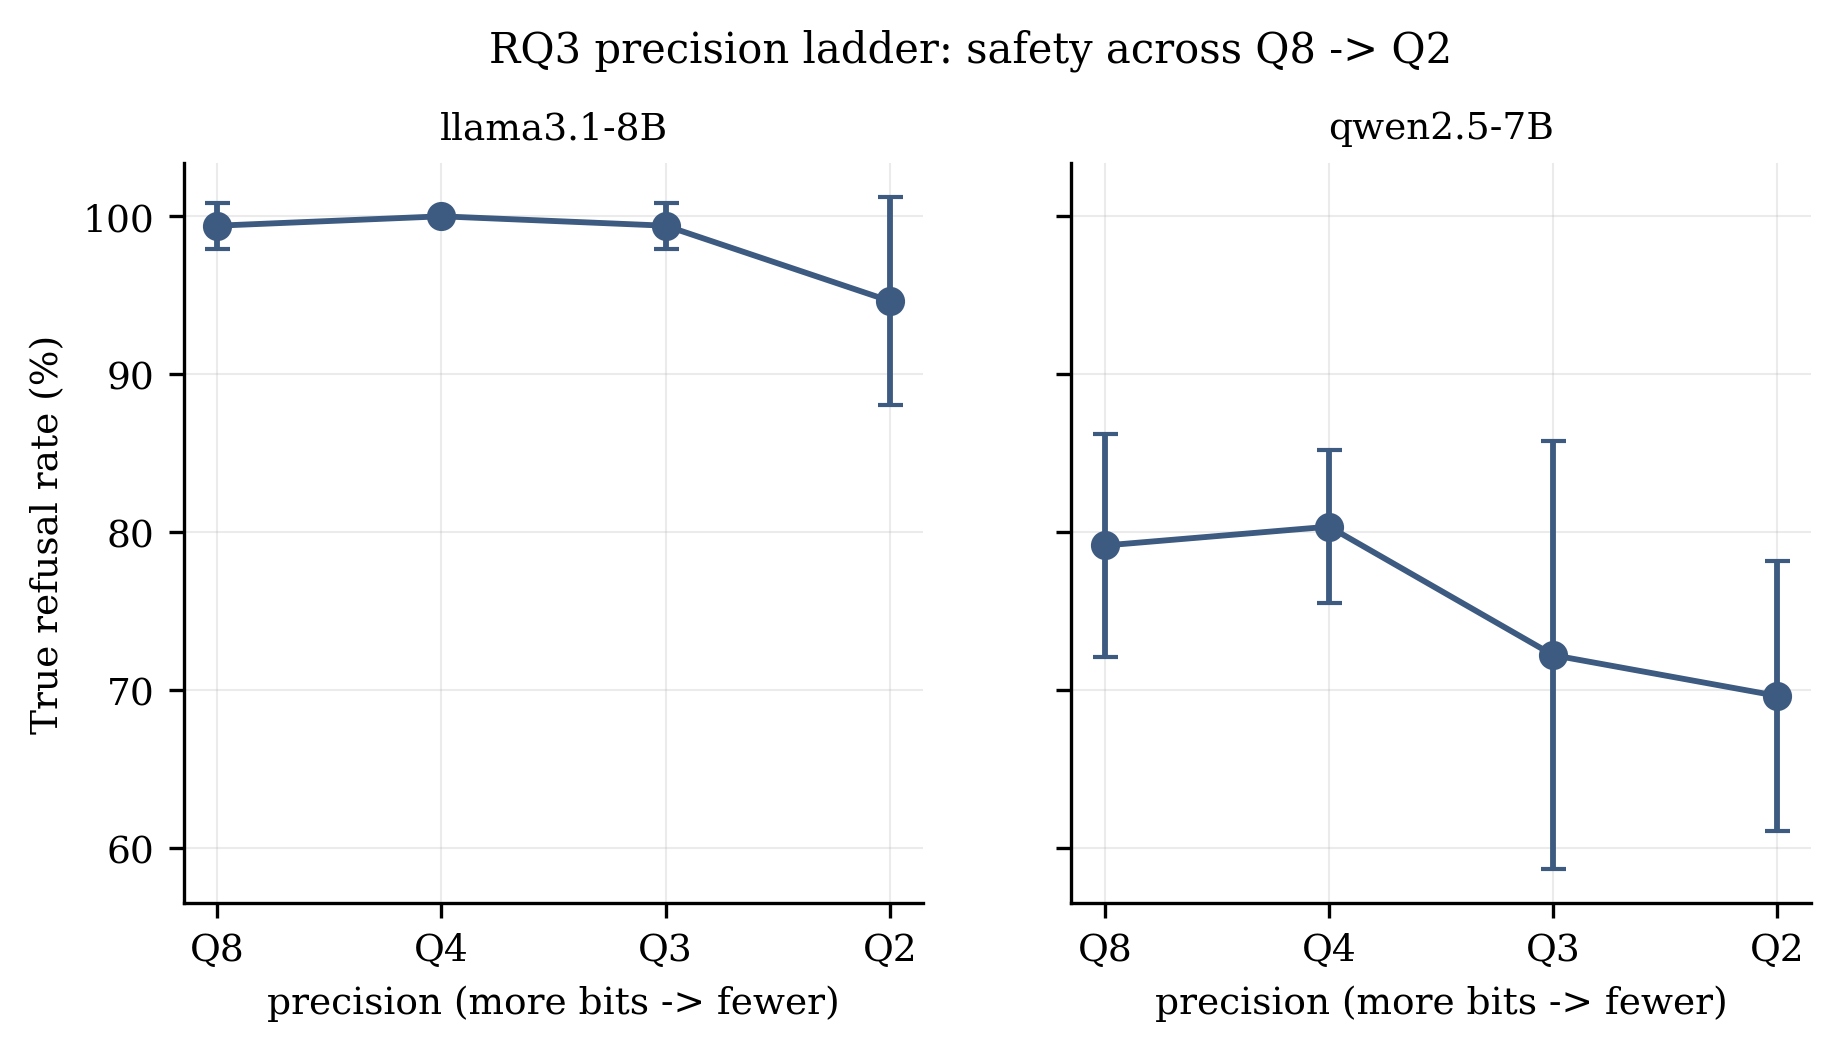 RQ3 precision ladder: safety across Q8 -> Q2
llama3.1-8B
qwen2.5-7B
True refusal rate (%)
100
90
80
70
60
Q8 Q4 Q3 Q2
Q8 Q4 Q3 Q2
precision (more bits -> fewer)
precision (more bits -> fewer)